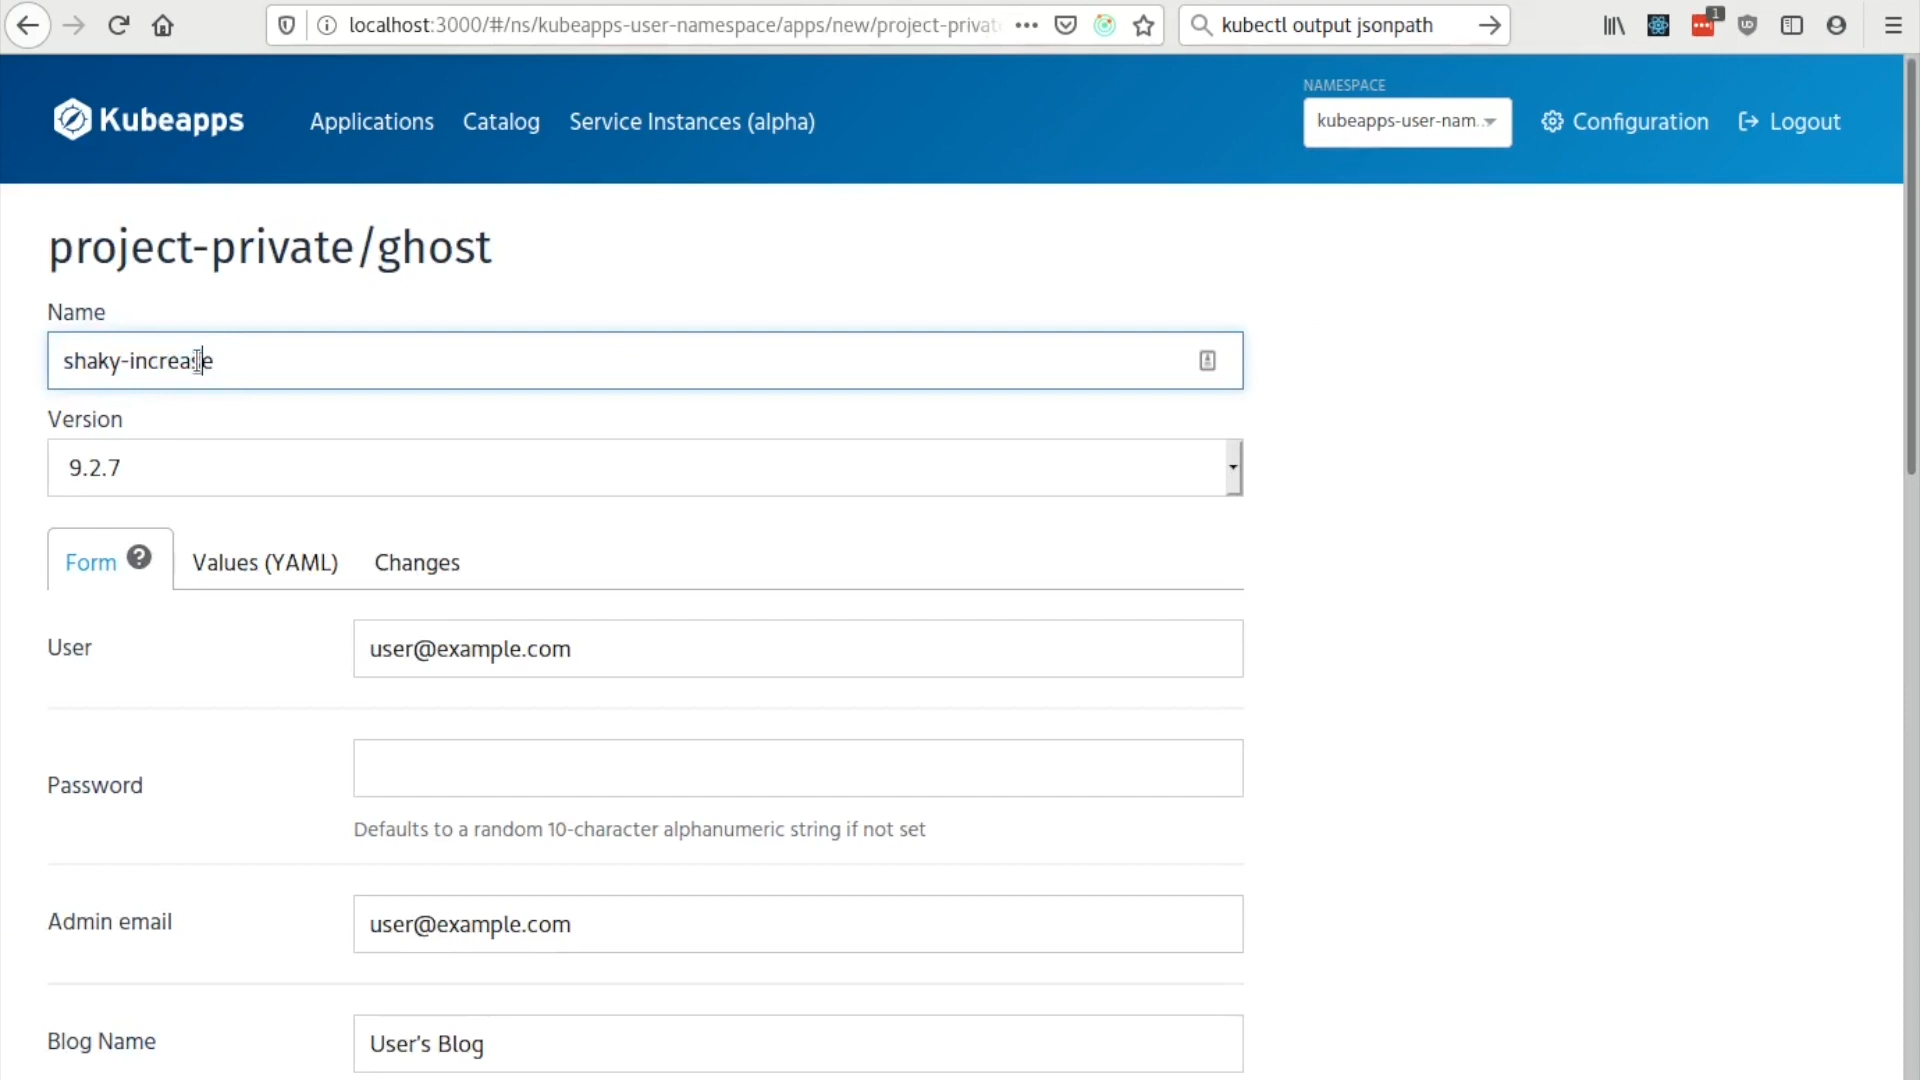 localhost:3000/#/ns/kubeapps-user-namespace/apps/new/project-privat
kubectl output jsonpath
1
Kubeapps
Applications
Catalog
Service Instances (alpha)
NAMESPACE
kubeapps-user-nam...
Configuration
Logout
project-private/ghost
Name
shaky-increase
Version
9.2.7
Form ?
Values (YAML)
Changes
User
user@example.com
Password
Defaults to a random 10-character alphanumeric string if not set
Admin email
user@example.com
Blog Name
User's Blog